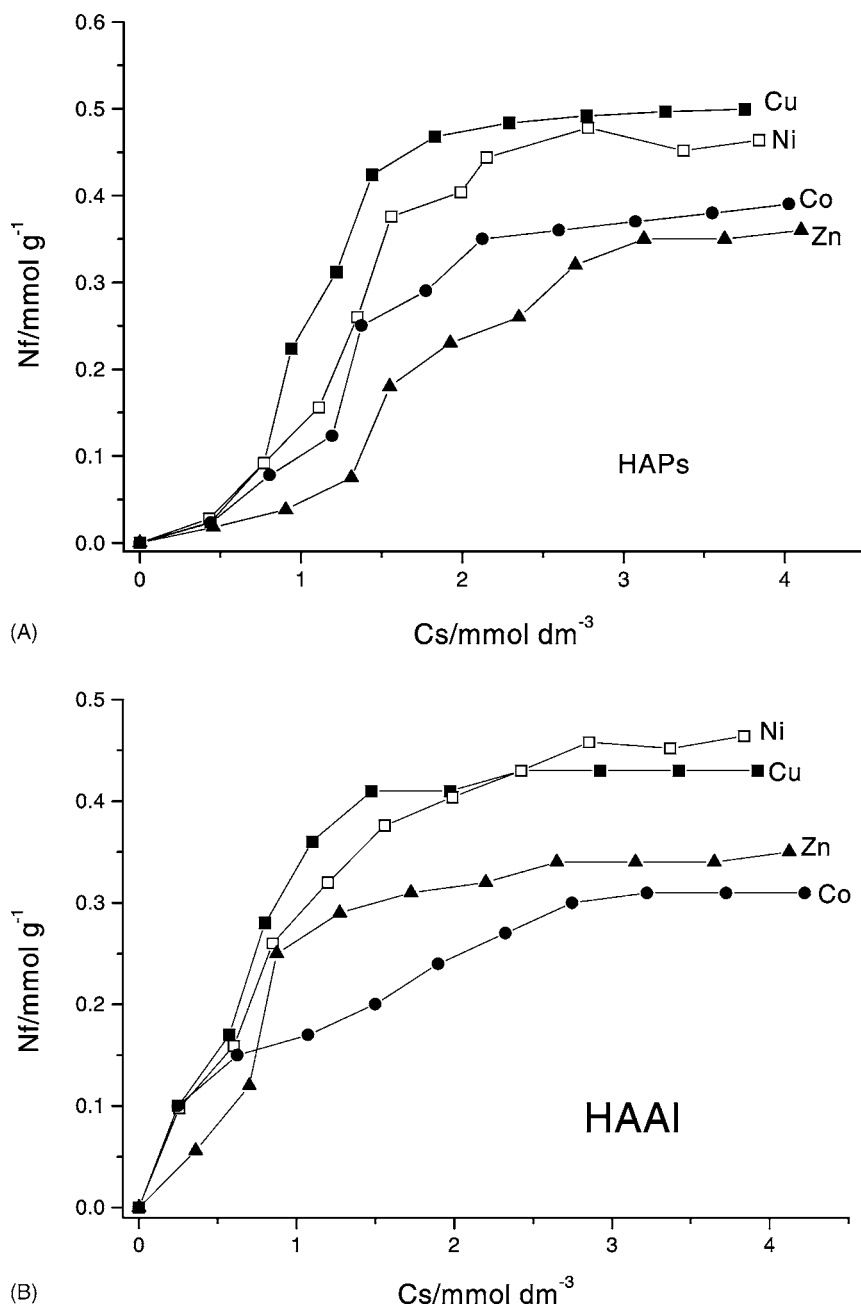 0.6
0.5
0.4
0.3
0.2
0.1
0.0
Nf/mmol g-1
Cu
Ni
Co
Zn
HAPs
0 1 2 3 4
Cs/mmol dm-3
(A)
0.5
0.4
0.3
0.2
0.1
0.0
Nf/mmol g-1
Ni
Cu
Zn
Co
HAAl
0 1 2 3 4
Cs/mmol dm-3
(B)